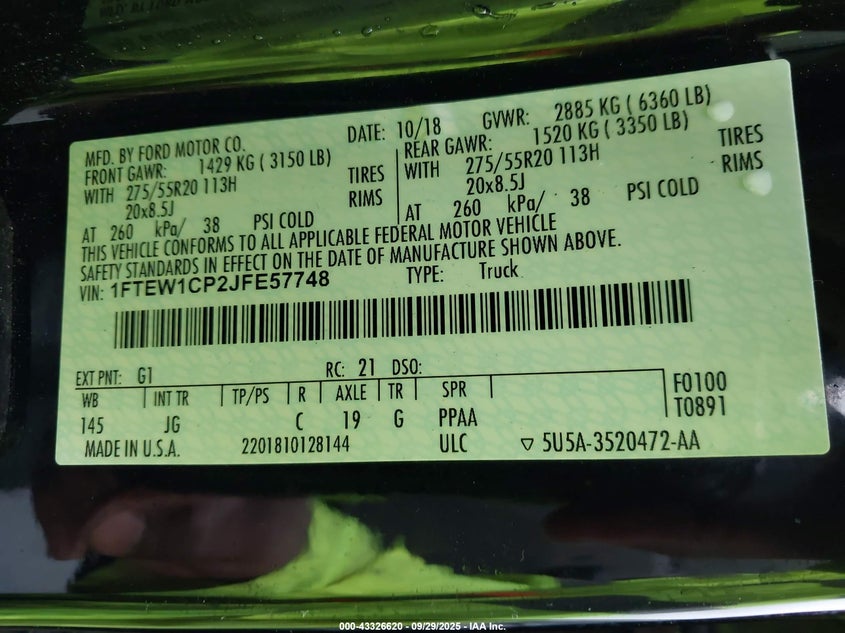 MFD. BY FORD MOTOR CO.
DATE: 10/18 GVWR: 2885 KG ( 6360 LB)
FRONT GAWR: 1429 KG ( 3150 LB)
WITH 275/55R20 113H TIRES
20x8.5J RIMS
AT 260 kPa/ 38 PSI COLD
REAR GAWR: 1520 KG ( 3350 LB)
WITH 275/55R20 113H TIRES
20x8.5J RIMS
AT 260 kPa/ 38 PSI COLD
THIS VEHICLE CONFORMS TO ALL APPLICABLE FEDERAL MOTOR VEHICLE
SAFETY STANDARDS IN EFFECT ON THE DATE OF MANUFACTURE SHOWN ABOVE.
VIN: 1FTEW1CP2JFE57748 TYPE: Truck
EXT PNT: G1 RC: 21 DSO:
WB INT TR TP/PS R AXLE TR SPR F0100
145 JG C 19 G PPAA T0891
MADE IN U.S.A. 2201810128144 ULC ▽ 5U5A-3520472-AA
000-43326620 - 09/29/2025 - IAA Inc.